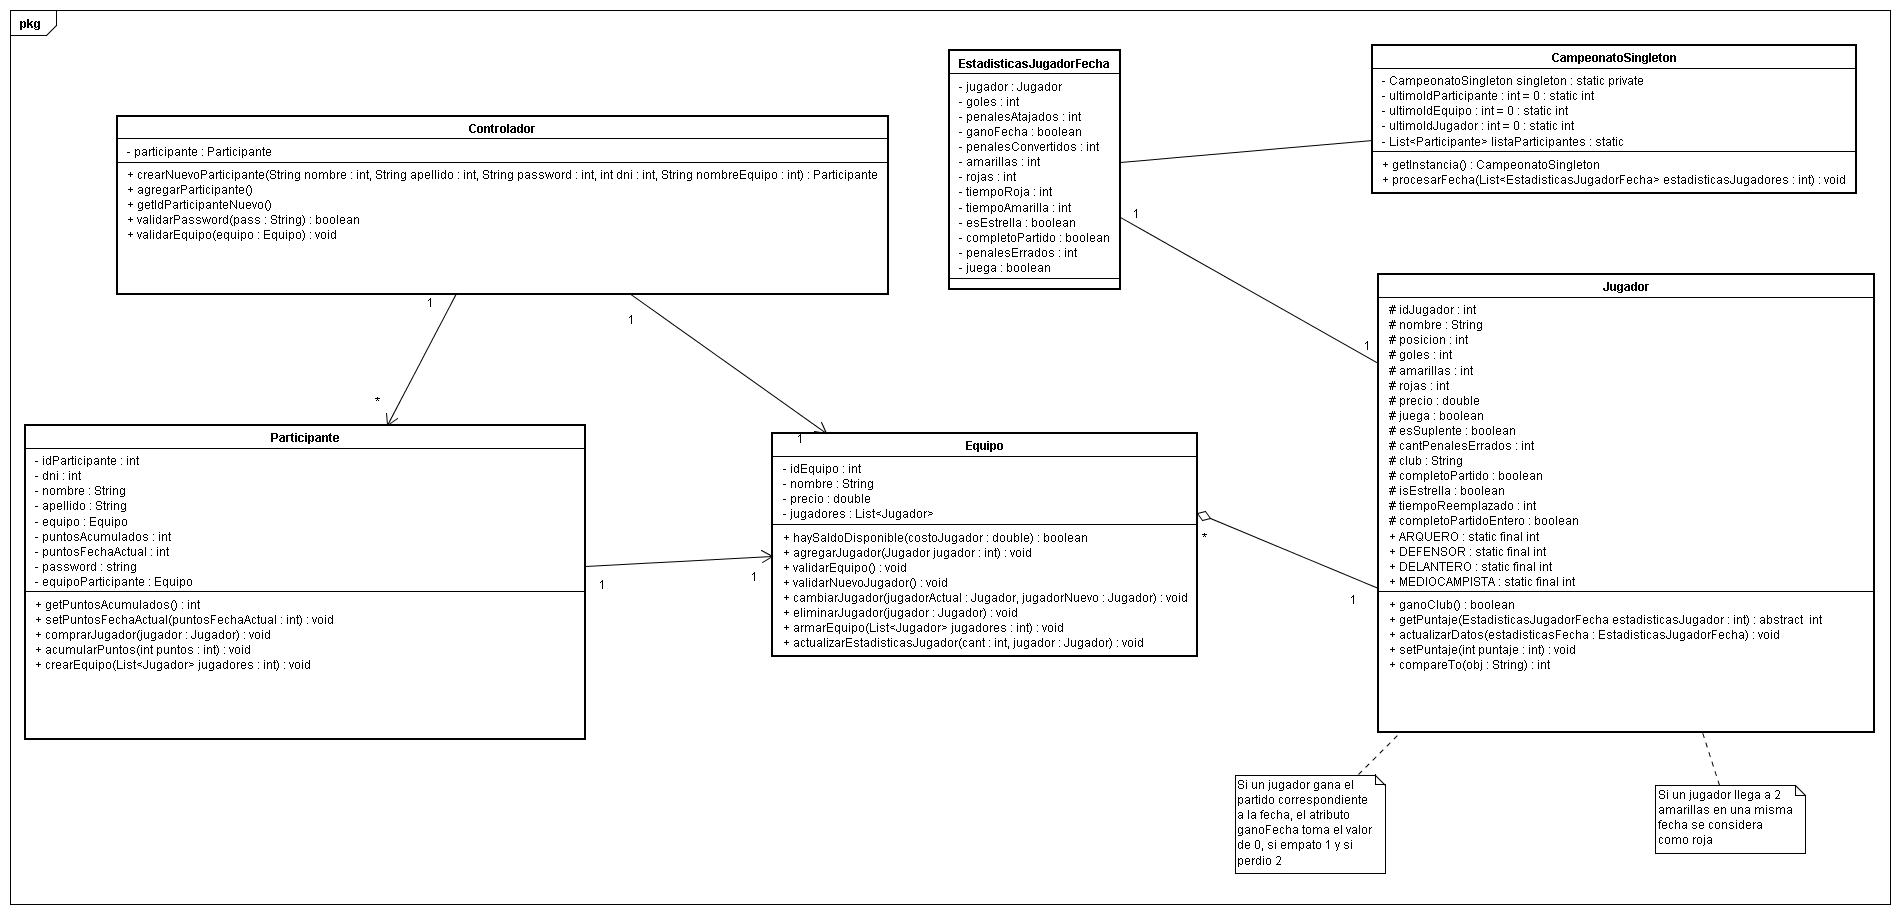 pkg
Controlador
- participante : Participante
+ crearNuevoParticipante(String nombre : int, String apellido : int, String password : int, int dni : int, String nombreEquipo : int) : Participante
+ agregarParticipante()
+ getIdParticipanteNuevo()
+ validarPassword(pass : String) : boolean
+ validarEquipo(equipo : Equipo) : void
EstadisticasJugadorFecha
- jugador : Jugador
- goles : int
- penalesAtajados : int
- ganoFecha : boolean
- penalesConvertidos : int
- amarillas : int
- rojas : int
- tiempoRoja : int
- tiempoAmarilla : int
- esEstrella : boolean
- completoPartido : boolean
- penalesErrados : int
- juega : boolean
CampeonatoSingleton
- CampeonatoSingleton singleton : static private
- ultimoIdParticipante : int = 0 : static int
- ultimoIdEquipo : int = 0 : static int
- ultimoIdJugador : int = 0 : static int
- List<Participante> listaParticipantes : static
+ getInstancia() : CampeonatoSingleton
+ procesarFecha(List<EstadisticasJugadorFecha> estadisticasJugadores : int) : void
1
1
1
*
1
1
Participante
- idParticipante : int
- dni : int
- nombre : String
- apellido : String
- equipo : Equipo
- puntosAcumulados : int
- puntosFechaActual : int
- password : string
- equipoParticipante : Equipo
+ getPuntosAcumulados() : int
+ setPuntosFechaActual(puntosFechaActual : int) : void
+ comprarJugador(jugador : Jugador) : void
+ acumularPuntos(int puntos : int) : void
+ crearEquipo(List<Jugador> jugadores : int) : void
1
1
Equipo
- idEquipo : int
- nombre : String
- precio : double
- jugadores : List<Jugador>
+ haySaldoDisponible(costoJugador : double) : boolean
+ agregarJugador(Jugador jugador : int) : void
+ validarEquipo() : void
+ validarNuevoJugador() : void
+ cambiarJugador(jugadorActual : Jugador, jugadorNuevo : Jugador) : void
+ eliminarJugador(jugador : Jugador) : void
+ armarEquipo(List<Jugador> jugadores : int) : void
+ actualizarEstadisticasJugador(cant : int, jugador : Jugador) : void
*
1
Jugador
# idJugador : int
# nombre : String
# posicion : int
# goles : int
# amarillas : int
# rojas : int
# precio : double
# juega : boolean
# esSuplente : boolean
# cantPenalesErrados : int
# club : String
# completoPartido : boolean
# isEstrella : boolean
# tiempoReemplazado : int
# completoPartidoEntero : boolean
+ ARQUERO : static final int
+ DEFENSOR : static final int
+ DELANTERO : static final int
+ MEDIOCAMPISTA : static final int
+ ganoClub() : boolean
+ getPuntaje(EstadisticasJugadorFecha estadisticasJugador : int) : abstract int
+ actualizarDatos(estadisticasFecha : EstadisticasJugadorFecha) : void
+ setPuntaje(int puntaje : int) : void
+ compareTo(obj : String) : int
Si un jugador gana el
partido correspondiente
a la fecha, el atributo
ganoFecha toma el valor
de 0, si empato 1 y si
perdio 2
Si un jugador llega a 2
amarillas en una misma
fecha se considera
como roja